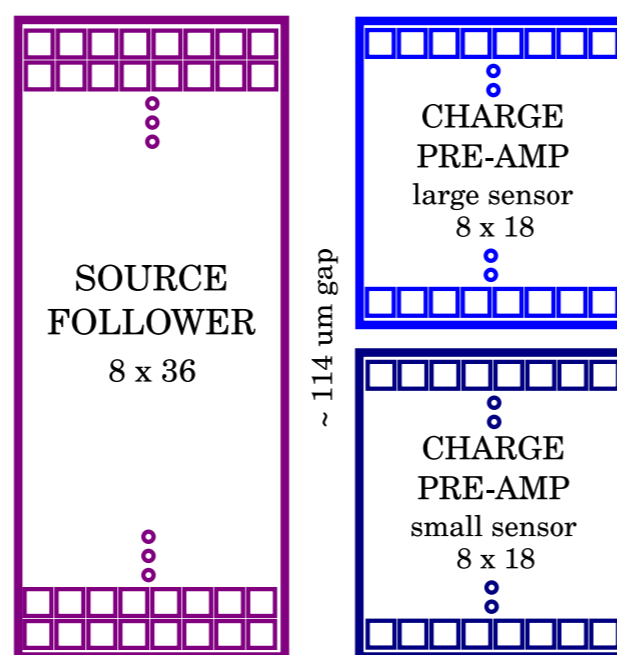 SOURCE
FOLLOWER
8 x 36
~ 114 um gap
CHARGE
PRE-AMP
large sensor
8 x 18
CHARGE
PRE-AMP
small sensor
8 x 18